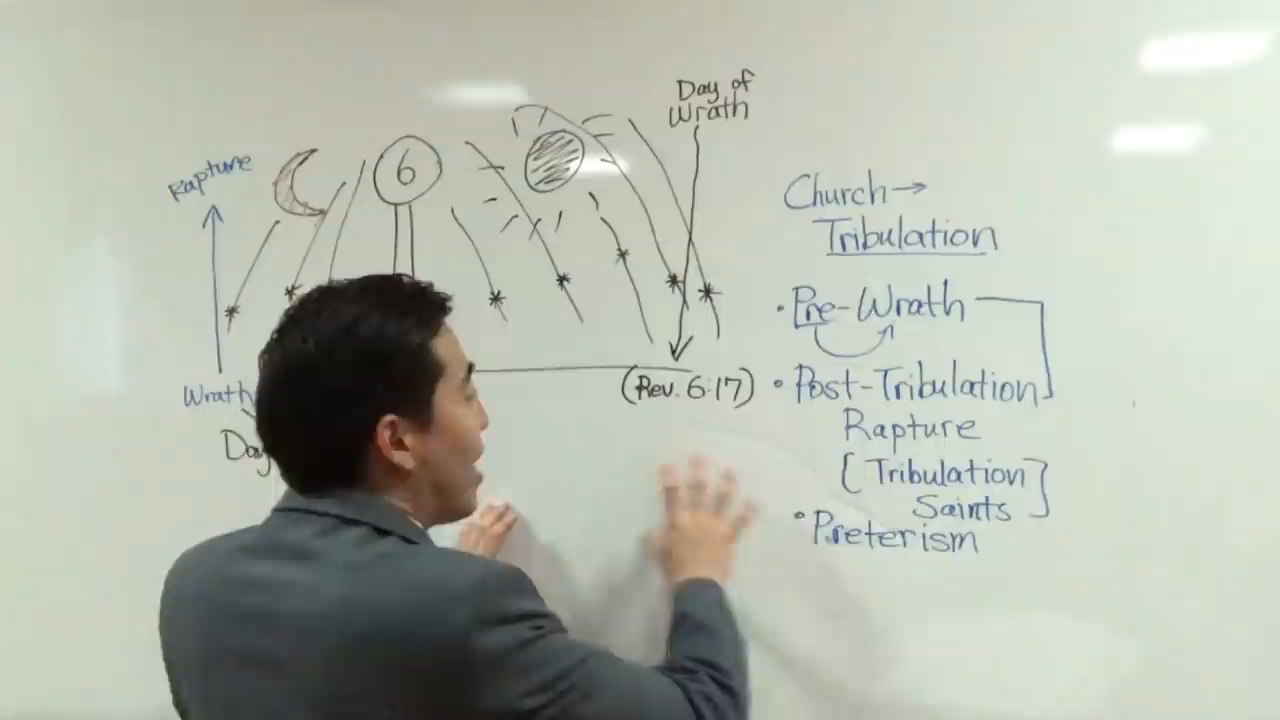 Rapture
6
Day of
Wrath
Wrath
Day
(Rev. 6:17)
Church→
Tribulation
• Pre-Wrath
• Post-Tribulation
Rapture
[Tribulation
Saints]
• Preterism